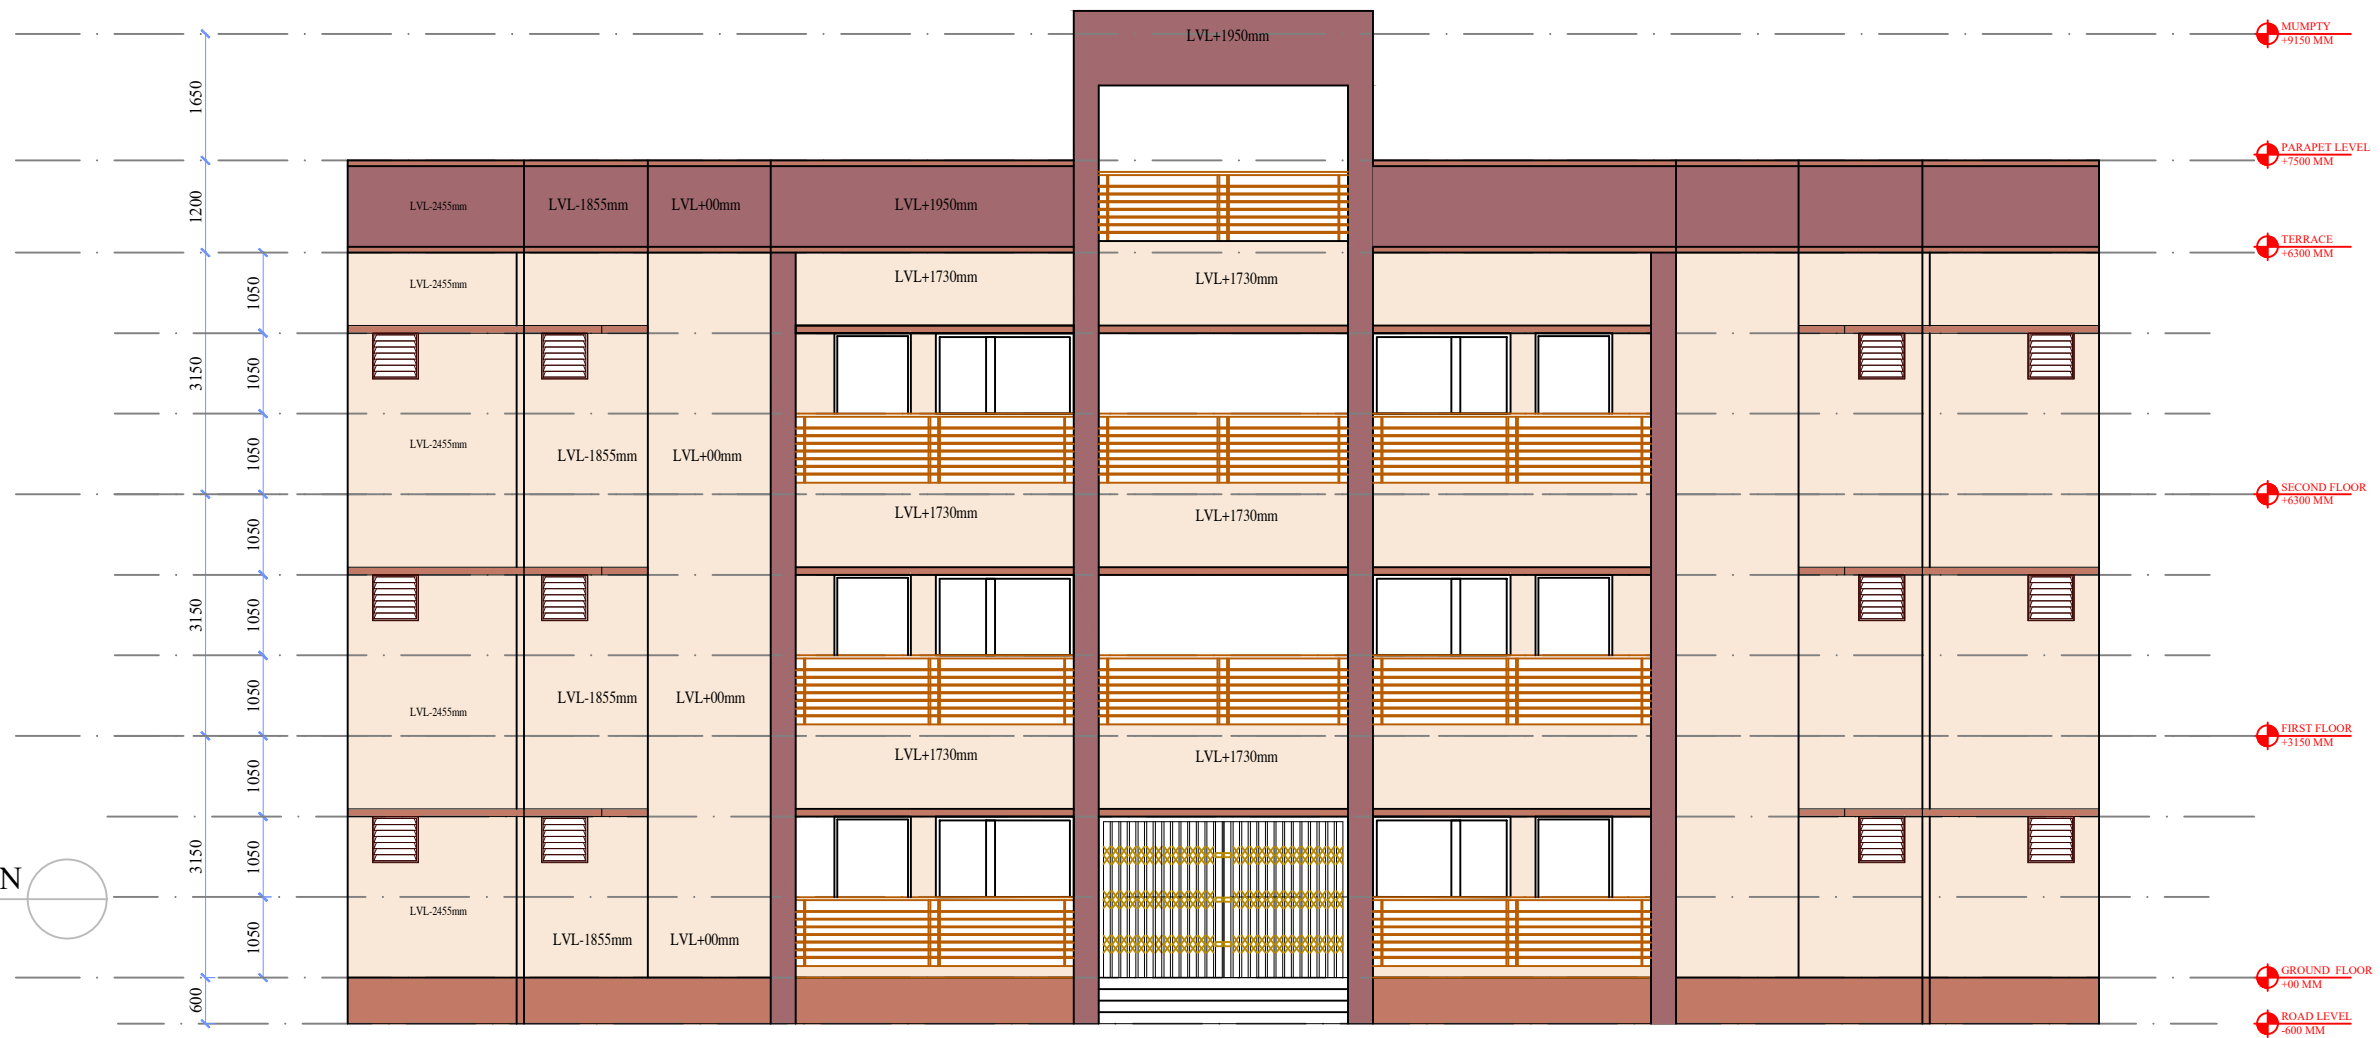 MUMPTY
+9150 MM
LVL+1950mm
1650
PARAPET LEVEL
+7500 MM
1200
LVL-2455mm
LVL-1855mm
LVL+00mm
LVL+1950mm
TERRACE
+6300 MM
LVL-2455mm
LVL+1730mm
LVL+1730mm
1050
3150
1050
1050
LVL-2455mm
LVL-1855mm
LVL+00mm
SECOND FLOOR
+6300 MM
LVL+1730mm
LVL+1730mm
1050
3150
1050
1050
LVL-2455mm
LVL-1855mm
LVL+00mm
FIRST FLOOR
+3150 MM
LVL+1730mm
LVL+1730mm
1050
3150
1050
N
LVL-2455mm
1050
LVL-1855mm
LVL+00mm
GROUND FLOOR
+00 MM
600
ROAD LEVEL
-600 MM